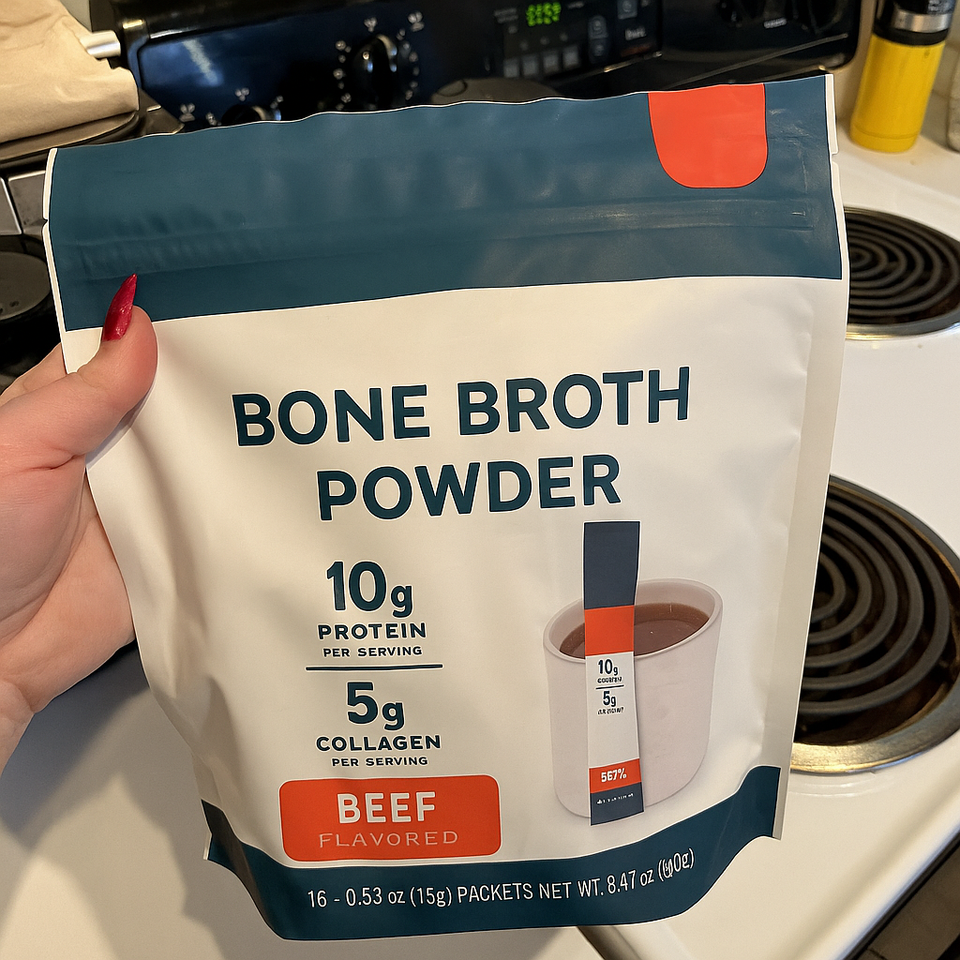 BONE BROTH
POWDER
10g
PROTEIN
PER SERVING
5g
COLLAGEN
PER SERVING
BEEF
FLAVORED
10g
5g
567%
16 - 0.53 oz (15g) PACKETS NET WT. 8.47 oz